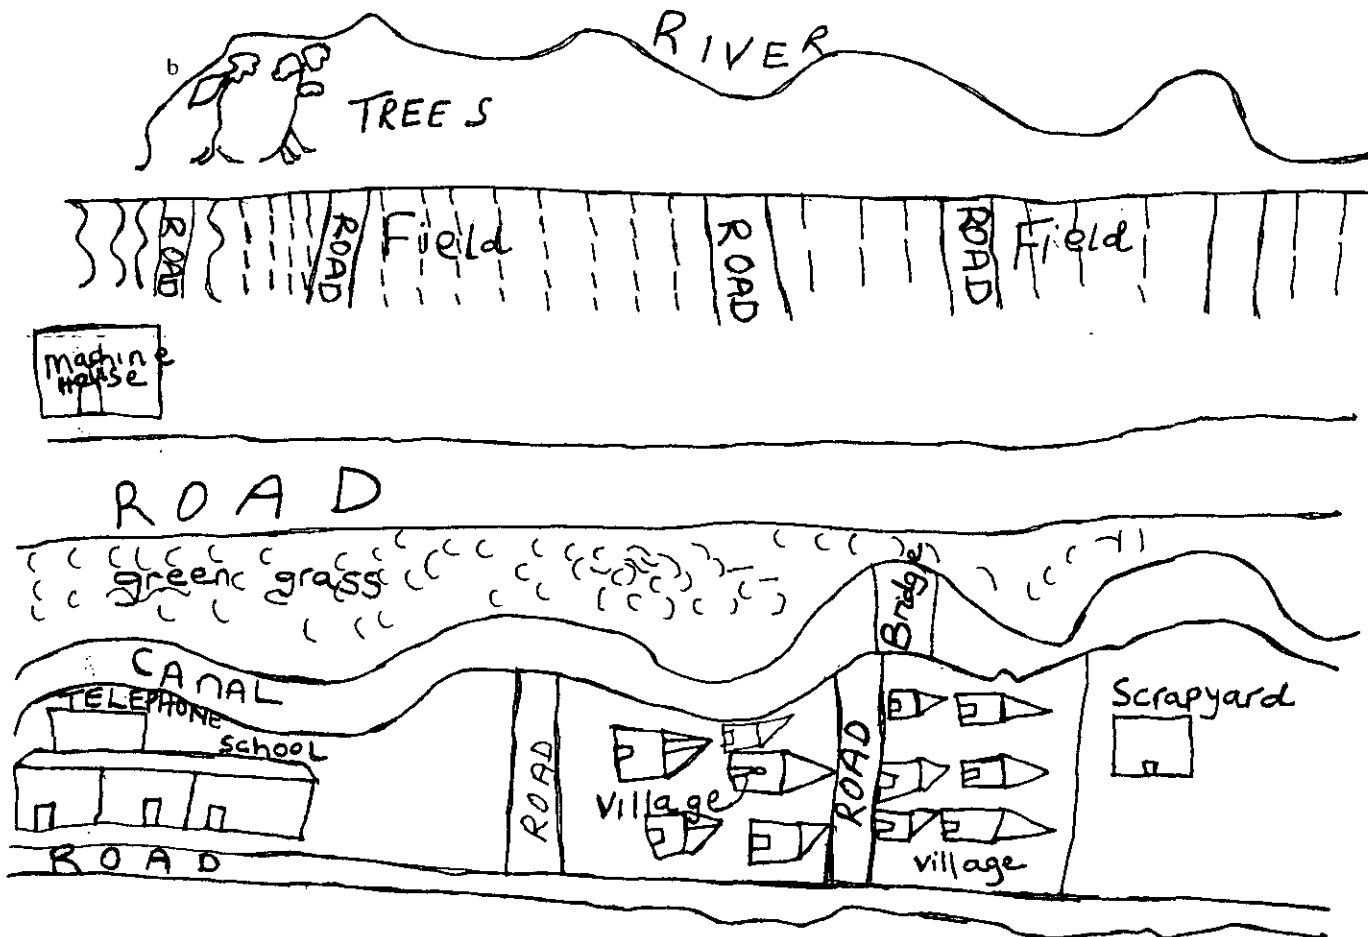 RIVER
b
TREES
ROAD
ROAD
Field
ROAD
ROAD
Field
Machine
House
ROAD
green grass
Bridge
CANAL
TELEPHONE
SCHOOL
ROAD
Village
ROAD
village
Scrapyard
ROAD